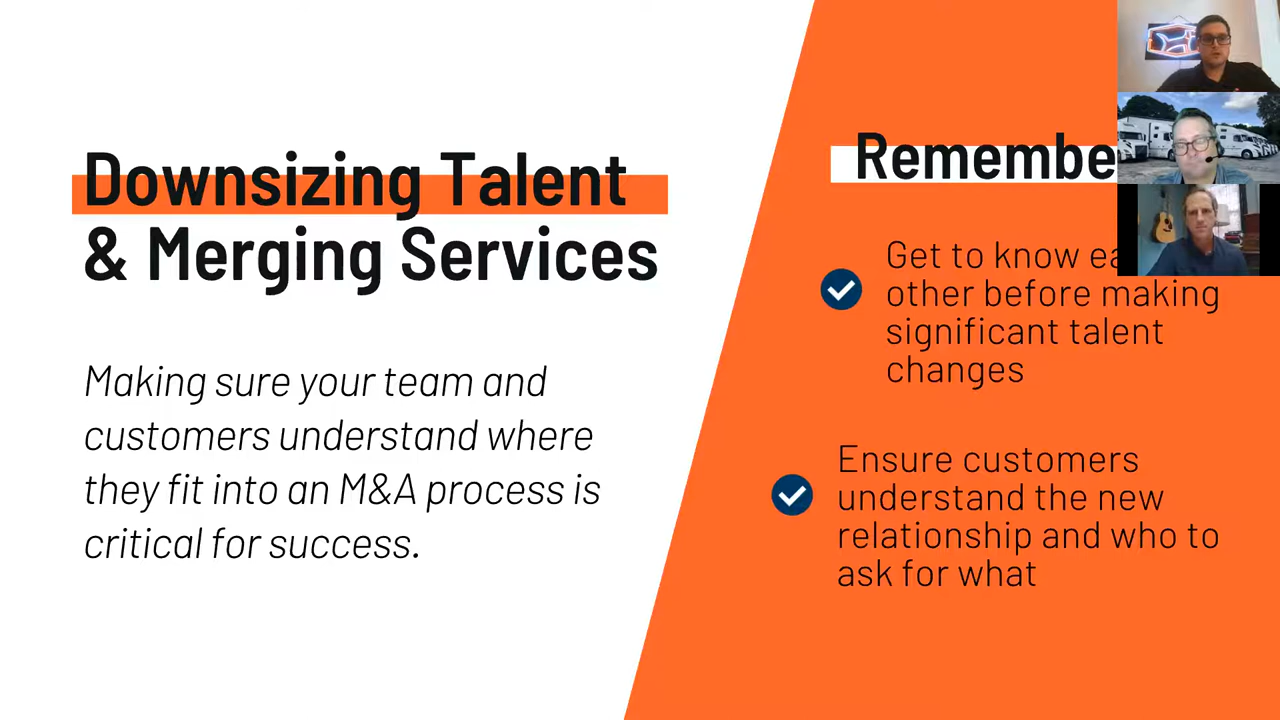 Downsizing Talent
& Merging Services
Making sure your team and
customers understand where
they fit into an M&A process is
critical for success.
Get to know
other before making
significant talent
changes
Ensure customers
understand the new
relationship and who to
ask for what